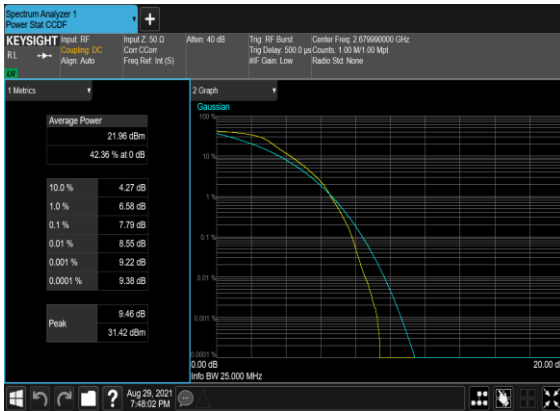 Spectrum Analyzer 1
Power Stat CCDF
+
KEYSIGHT
RL
LXI
Input: RF
Coupling: DC
Align: Auto
Input Z: 50 Ω
Corr CCorr
Freq Ref: Int (S)
Atten: 40 dB
Trig: RF Burst
Trig Delay: 500.0 µs
#IF Gain: Low
Center Freq: 2.679990000 GHz
Counts: 1.00 M/1.00 Mpt
Radio Std: None
1 Metrics
Average Power
21.96 dBm
42.36 % at 0 dB
10.0 % 4.27 dB
1.0 % 6.58 dB
0.1 % 7.79 dB
0.01 % 8.55 dB
0.001 % 9.22 dB
0.0001 % 9.38 dB
Peak
9.46 dB
31.42 dBm
2 Graph
Gaussian
100 %
10 %
1 %
0.1 %
0.01 %
0.001 %
0.0001 %
0.00 dB
20.00 d
Info BW 25.000 MHz
?
Aug 29, 2021
7:48:02 PM